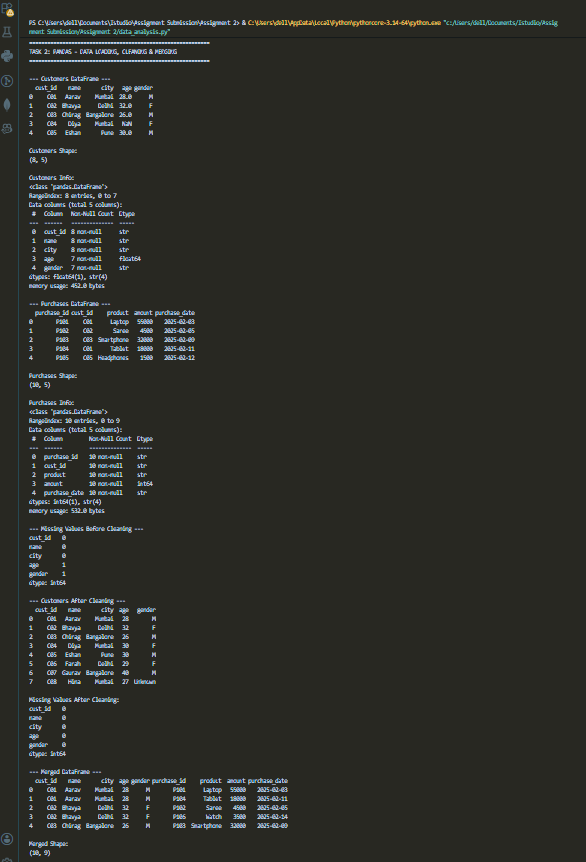 PS C:\Users\dell\Documents\Istudio\Assignment Submission\Assignment 2> & C:\Users\dell\AppData\Local\Python\pythoncore-3.14-64\python.exe "c:/Users/dell/Documents/Istudio/Assig
nment Submission/Assignment 2/data_analysis.py"
============================================================
TASK 2: PANDAS – DATA LOADING, CLEANING & MERGING
============================================================
--- Customers DataFrame ---
cust_id name city age gender
0 C01 Aarav Mumbai 28.0 M
1 C02 Bhavya Delhi 32.0 F
2 C03 Chirag Bangalore 26.0 M
3 C04 Diya Mumbai NaN F
4 C05 Eshan Pune 30.0 M
Customers Shape:
(8, 5)
Customers Info:
<class 'pandas.DataFrame'>
RangeIndex: 8 entries, 0 to 7
Data columns (total 5 columns):
# Column Non-Null Count Dtype
--- ------ -------------- -----
0 cust_id 8 non-null str
1 name 8 non-null str
2 city 8 non-null str
3 age 7 non-null float64
4 gender 7 non-null str
dtypes: float64(1), str(4)
memory usage: 452.0 bytes
--- Purchases DataFrame ---
purchase_id cust_id product amount purchase_date
0 P101 C01 Laptop 55000 2025-02-03
1 P102 C02 Saree 4500 2025-02-05
2 P103 C03 Smartphone 32000 2025-02-09
3 P104 C01 Tablet 18000 2025-02-11
4 P105 C05 Headphones 1500 2025-02-12
Purchases Shape:
(10, 5)
Purchases Info:
<class 'pandas.DataFrame'>
RangeIndex: 10 entries, 0 to 9
Data columns (total 5 columns):
# Column Non-Null Count Dtype
--- ------ -------------- -----
0 purchase_id 10 non-null str
1 cust_id 10 non-null str
2 product 10 non-null str
3 amount 10 non-null int64
4 purchase_date 10 non-null str
dtypes: int64(1), str(4)
memory usage: 532.0 bytes
--- Missing Values Before Cleaning ---
cust_id 0
name 0
city 0
age 1
gender 1
dtype: int64
--- Customers After Cleaning ---
cust_id name city age gender
0 C01 Aarav Mumbai 28 M
1 C02 Bhavya Delhi 32 F
2 C03 Chirag Bangalore 26 M
3 C04 Diya Mumbai 30 F
4 C05 Eshan Pune 30 M
5 C06 Farah Delhi 29 F
6 C07 Gaurav Bangalore 40 M
7 C08 Hina Mumbai 27 Unknown
Missing Values After Cleaning:
cust_id 0
name 0
city 0
age 0
gender 0
dtype: int64
--- Merged DataFrame ---
cust_id name city age gender purchase_id product amount purchase_date
0 C01 Aarav Mumbai 28 M P101 Laptop 55000 2025-02-03
1 C01 Aarav Mumbai 28 M P104 Tablet 18000 2025-02-11
2 C02 Bhavya Delhi 32 F P102 Saree 4500 2025-02-05
3 C02 Bhavya Delhi 32 F P106 Watch 3500 2025-02-14
4 C03 Chirag Bangalore 26 M P103 Smartphone 32000 2025-02-09
Merged Shape:
(10, 9)